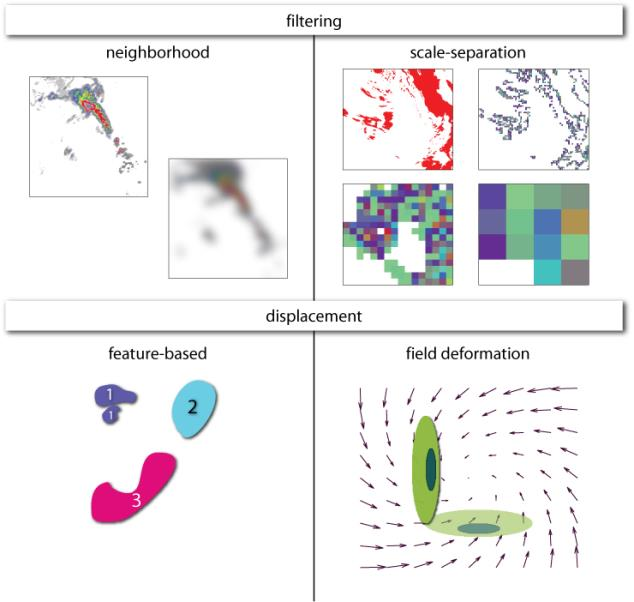 filtering
neighborhood
scale-separation
displacement
feature-based
field deformation
1
1
2
3